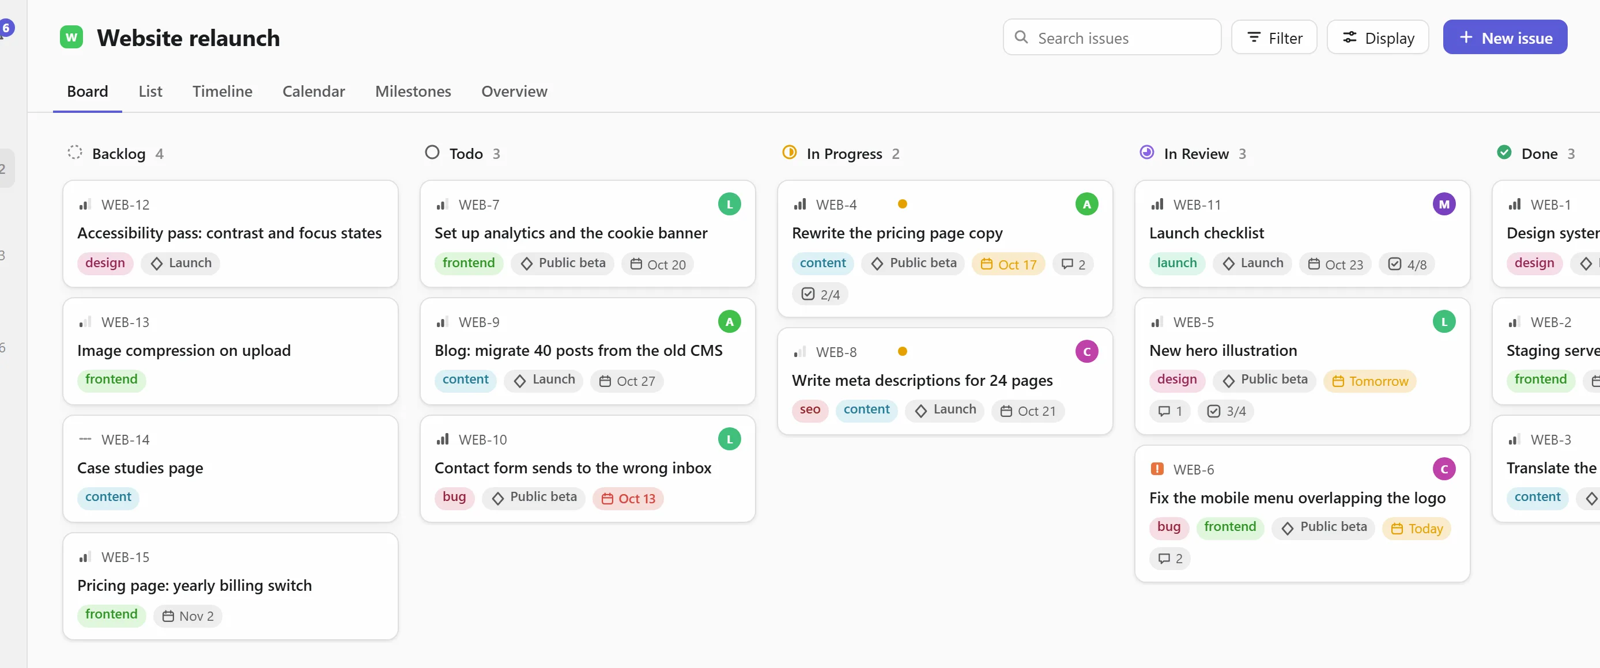 6
W Website relaunch
Search issues
Filter
Display
+ New issue
Board List Timeline Calendar Milestones Overview
2
3
6
Backlog 4
WEB-12
Accessibility pass: contrast and focus states
design Launch
WEB-13
Image compression on upload
frontend
WEB-14
Case studies page
content
WEB-15
Pricing page: yearly billing switch
frontend Nov 2
Todo 3
WEB-7 L
Set up analytics and the cookie banner
frontend Public beta Oct 20
WEB-9 A
Blog: migrate 40 posts from the old CMS
content Launch Oct 27
WEB-10 L
Contact form sends to the wrong inbox
bug Public beta Oct 13
In Progress 2
WEB-4 A
Rewrite the pricing page copy
content Public beta Oct 17 2
2/4
WEB-8 C
Write meta descriptions for 24 pages
seo content Launch Oct 21
In Review 3
WEB-11 M
Launch checklist
launch Launch Oct 23 4/8
WEB-5 L
New hero illustration
design Public beta Tomorrow
1 3/4
WEB-6 C
Fix the mobile menu overlapping the logo
bug frontend Public beta Today
2
Done 3
WEB-1
Design syster
design
WEB-2
Staging serve
frontend
WEB-3
Translate the
content